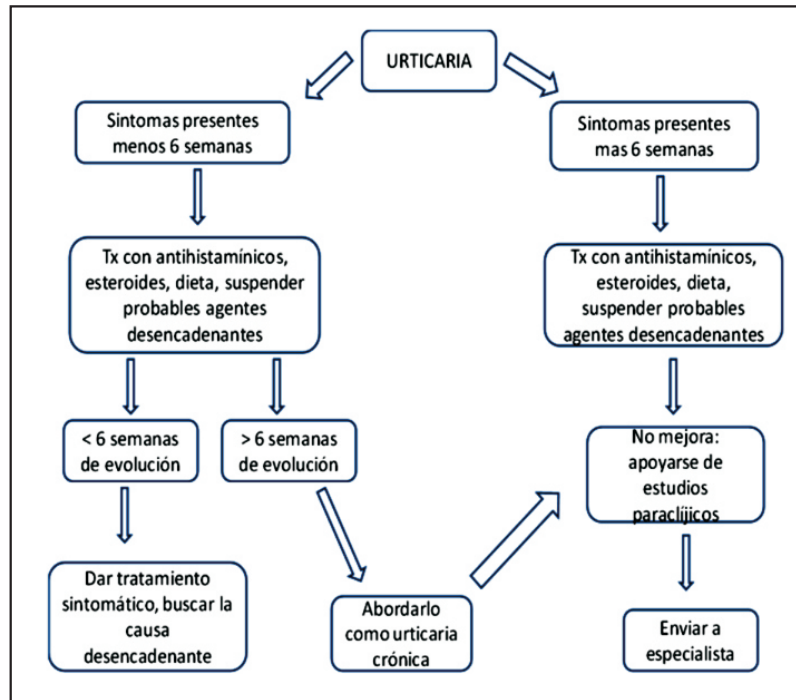 URTICARIA
Sintomas presentes
menos 6 semanas
Sintomas presentes
mas 6 semanas
Tx con antihistamínicos,
esteroides, dieta, suspender
probables agentes
desencadenantes
Tx con antihistamínicos,
esteroides, dieta,
suspender probables
agentes desencadenantes
< 6 semanas
de evolución
> 6 semanas
de evolución
No mejora:
apoyarse de
estudios
paraclíjicos
Dar tratamiento
sintomático, buscar la
causa
desencadenante
Abordarlo
como urticaria
crónica
Enviar a
especialista